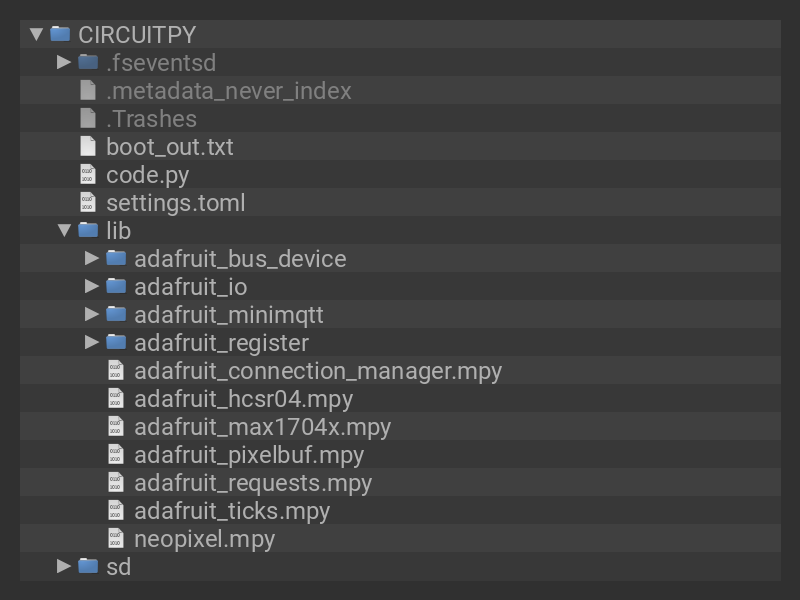 CIRCUITPY
.fseventsd
.metadata_never_index
.Trashes
boot_out.txt
code.py
settings.toml
lib
adafruit_bus_device
adafruit_io
adafruit_minimqtt
adafruit_register
adafruit_connection_manager.mpy
adafruit_hcsr04.mpy
adafruit_max1704x.mpy
adafruit_pixelbuf.mpy
adafruit_requests.mpy
adafruit_ticks.mpy
neopixel.mpy
sd